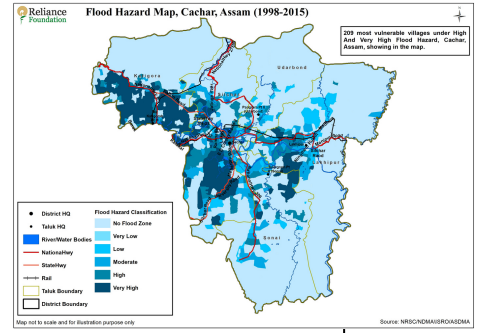 Reliance
Foundation
Flood Hazard Map, Cachar, Assam (1998-2015)
209 most vulnerable villages under High
And Very High Flood Hazard, Cachar,
Assam, showing in the map.
Katigora
Udarbond
Silchar
Lakhipur
Sonai
District HQ
Taluk HQ
River/Water Bodies
NationalHwy
StateHwy
Rail
Taluk Boundary
District Boundary
Flood Hazard Classification
No Flood Zone
Very Low
Low
Moderate
High
Very High
Map not to scale and for illustration purpose only
Source: NRSC/NDMA/ISRO/ASDMA